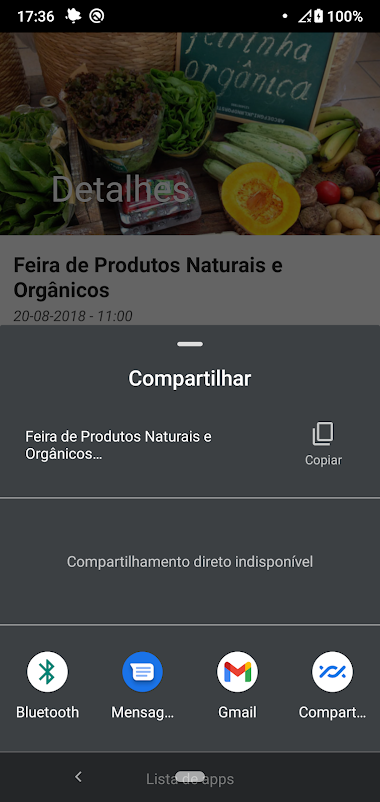 17:36
100%
feirinha
orgânica
Detalhes
Feira de Produtos Naturais e
Orgânicos
20-08-2018 - 11:00
Compartilhar
Feira de Produtos Naturais e
Orgânicos…
Copiar
Compartilhamento direto indisponível
Bluetooth
Mensag…
Gmail
Compart…
Lista de apps